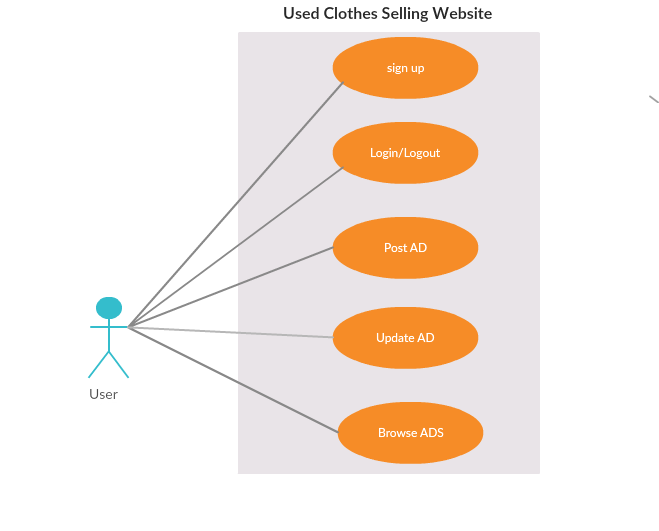 Used Clothes Selling Website
sign up
Login/Logout
Post AD
Update AD
Browse ADS
User